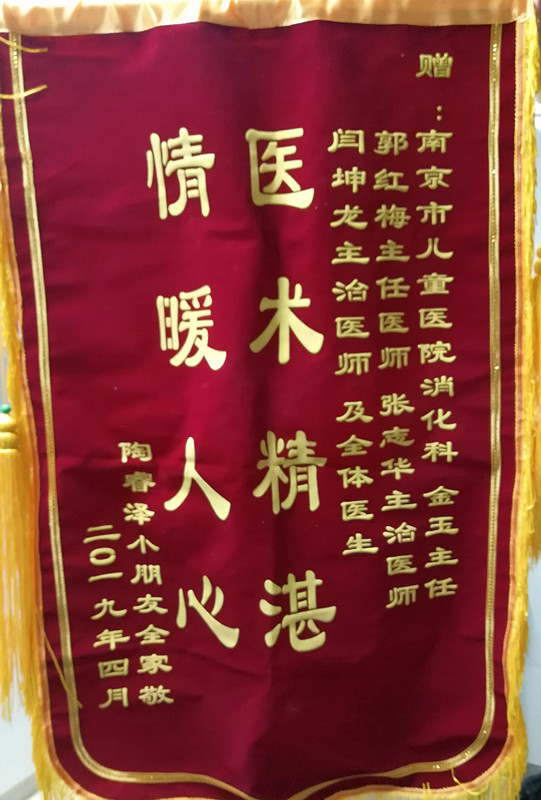 赠：南京市儿童医院消化科 金玉主任
郭红梅主任医师 张志华主治医师
闫坤龙主治医师 及全体医生
医术精湛
情暖人心
陶睿泽小朋友全家敬
二〇一九年四月